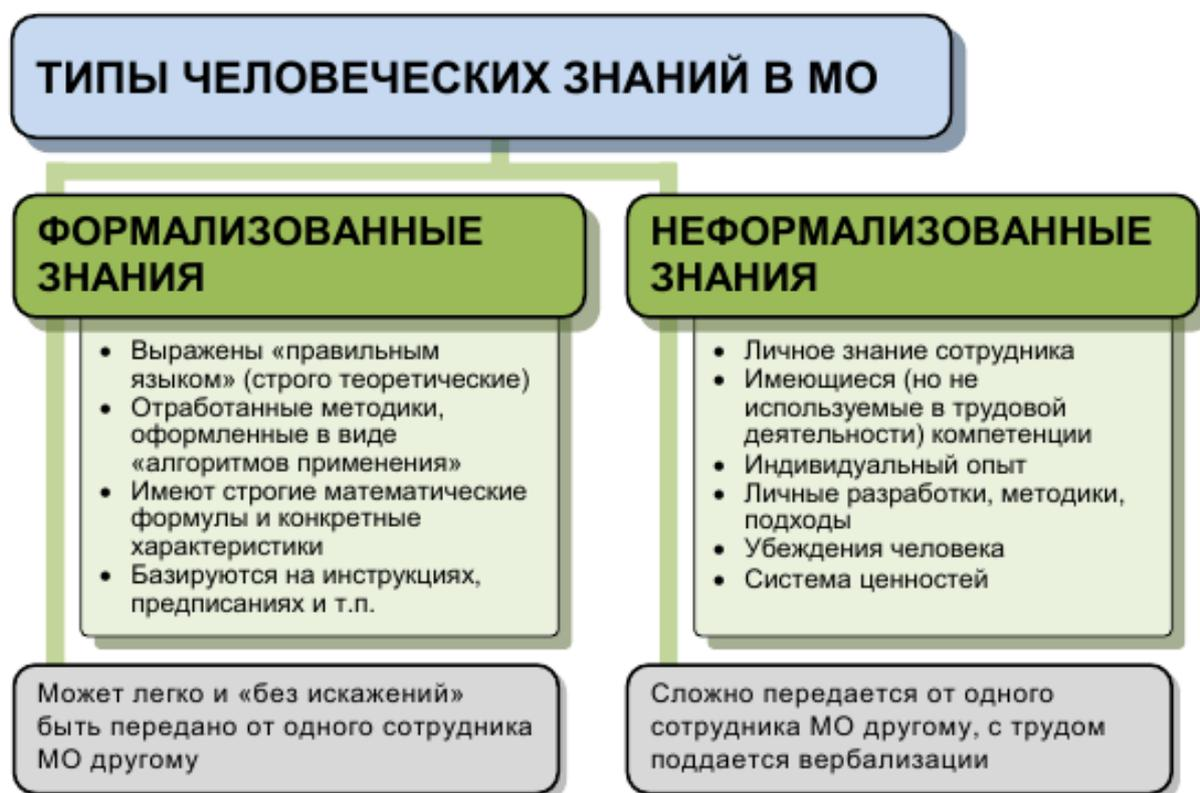 ТИПЫ ЧЕЛОВЕЧЕСКИХ ЗНАНИЙ В МО
ФОРМАЛИЗОВАННЫЕ
ЗНАНИЯ
• Выражены «правильным
языком» (строго теоретические)
• Отработанные методики,
оформленные в виде
«алгоритмов применения»
• Имеют строгие математические
формулы и конкретные
характеристики
• Базируются на инструкциях,
предписаниях и т.п.
Может легко и «без искажений»
быть передано от одного сотрудника
МО другому
НЕФОРМАЛИЗОВАННЫЕ
ЗНАНИЯ
• Личное знание сотрудника
• Имеющиеся (но не
используемые в трудовой
деятельности) компетенции
• Индивидуальный опыт
• Личные разработки, методики,
подходы
• Убеждения человека
• Система ценностей
Сложно передается от одного
сотрудника МО другому, с трудом
поддается вербализации